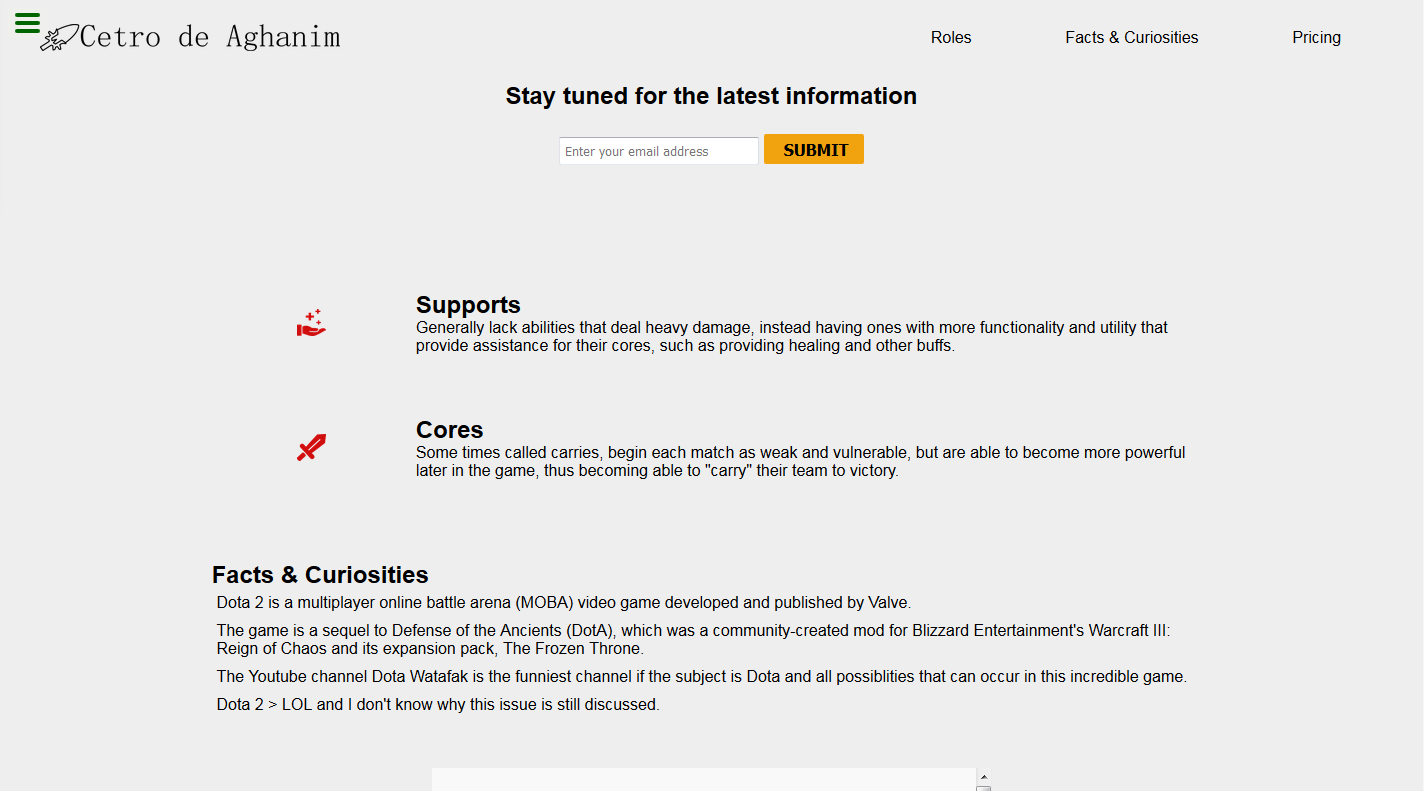 Cetro de Aghanim
Roles
Facts & Curiosities
Pricing
Stay tuned for the latest information
Enter your email address
SUBMIT
Supports
Generally lack abilities that deal heavy damage, instead having ones with more functionality and utility that
provide assistance for their cores, such as providing healing and other buffs.
Cores
Some times called carries, begin each match as weak and vulnerable, but are able to become more powerful
later in the game, thus becoming able to "carry" their team to victory.
Facts & Curiosities
Dota 2 is a multiplayer online battle arena (MOBA) video game developed and published by Valve.
The game is a sequel to Defense of the Ancients (DotA), which was a community-created mod for Blizzard Entertainment's Warcraft III:
Reign of Chaos and its expansion pack, The Frozen Throne.
The Youtube channel Dota Watafak is the funniest channel if the subject is Dota and all possiblities that can occur in this incredible game.
Dota 2 > LOL and I don't know why this issue is still discussed.